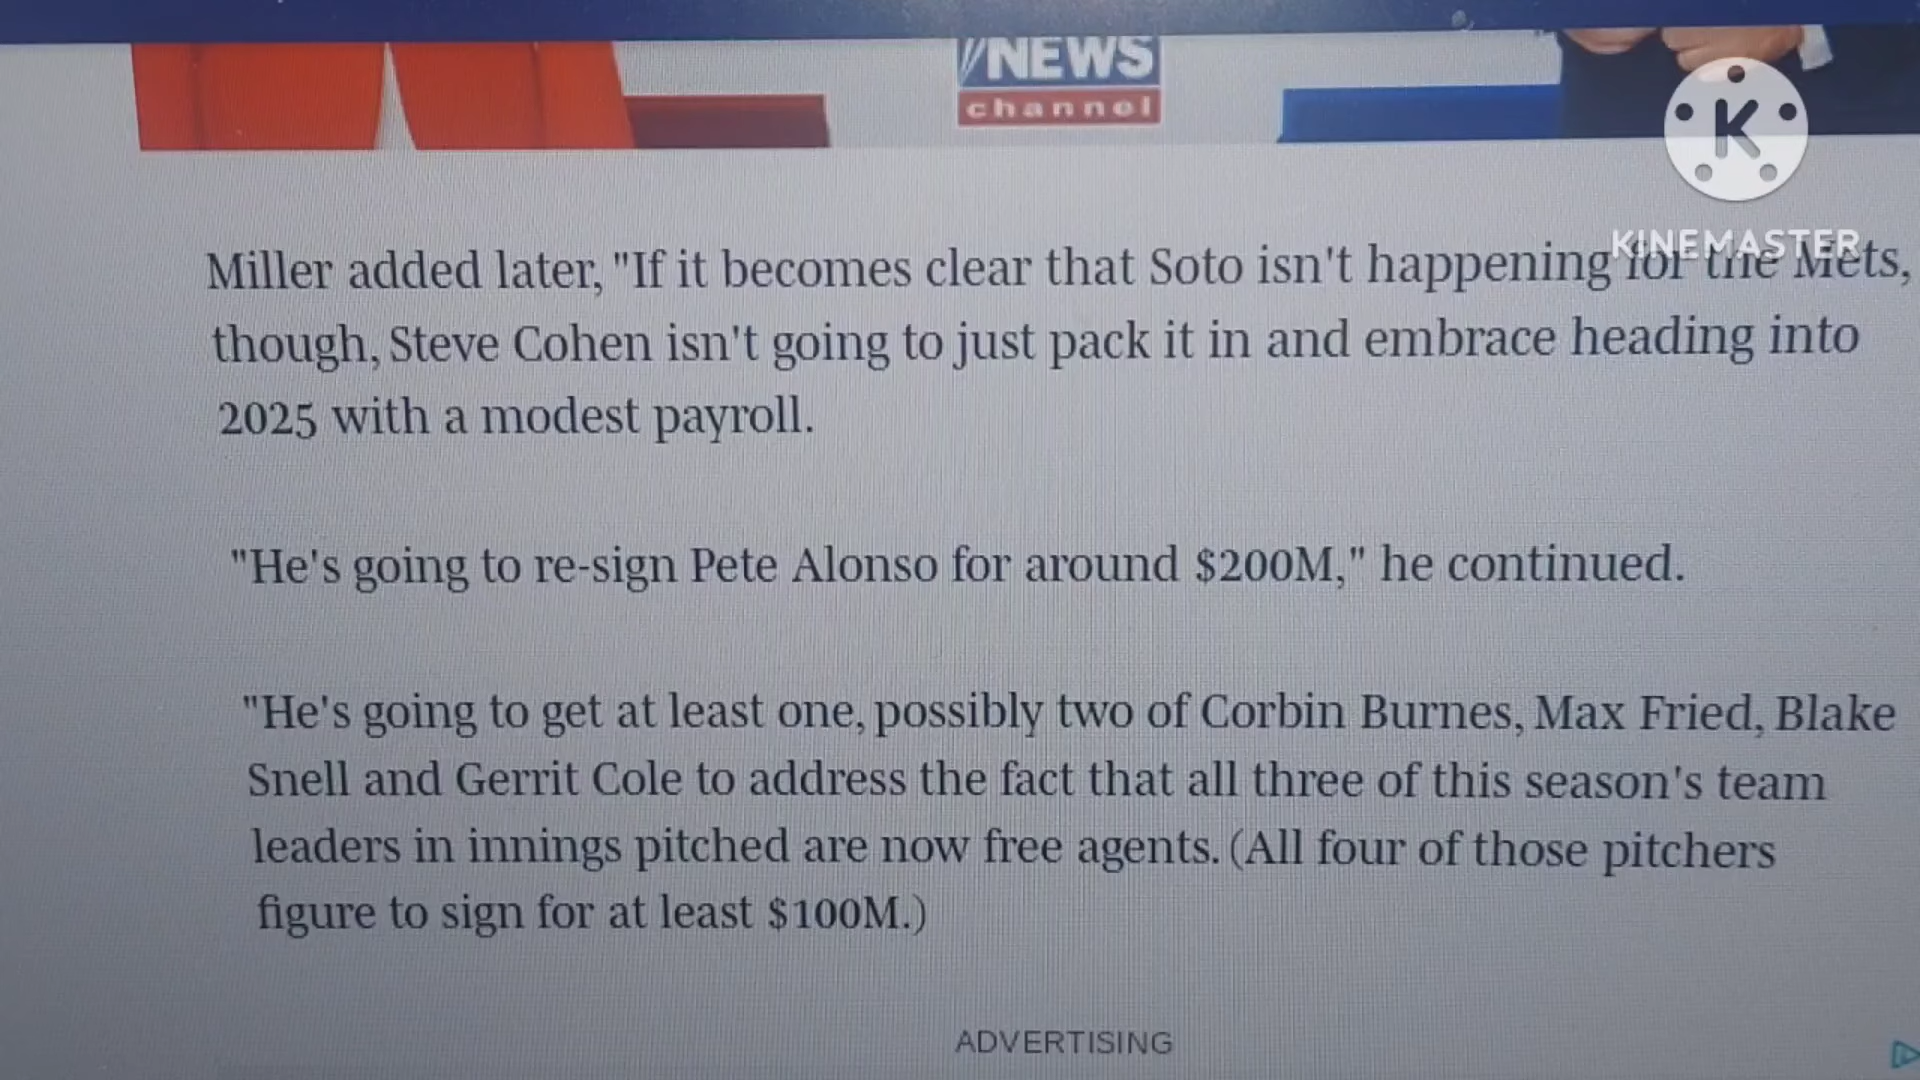 NEWS
channel
K
KINEMASTER
Miller added later, "If it becomes clear that Soto isn't happening for the Mets,
though, Steve Cohen isn't going to just pack it in and embrace heading into
2025 with a modest payroll.
"He's going to re-sign Pete Alonso for around $200M," he continued.
"He's going to get at least one, possibly two of Corbin Burnes, Max Fried, Blake
Snell and Gerrit Cole to address the fact that all three of this season's team
leaders in innings pitched are now free agents. (All four of those pitchers
figure to sign for at least $100M.)
ADVERTISING